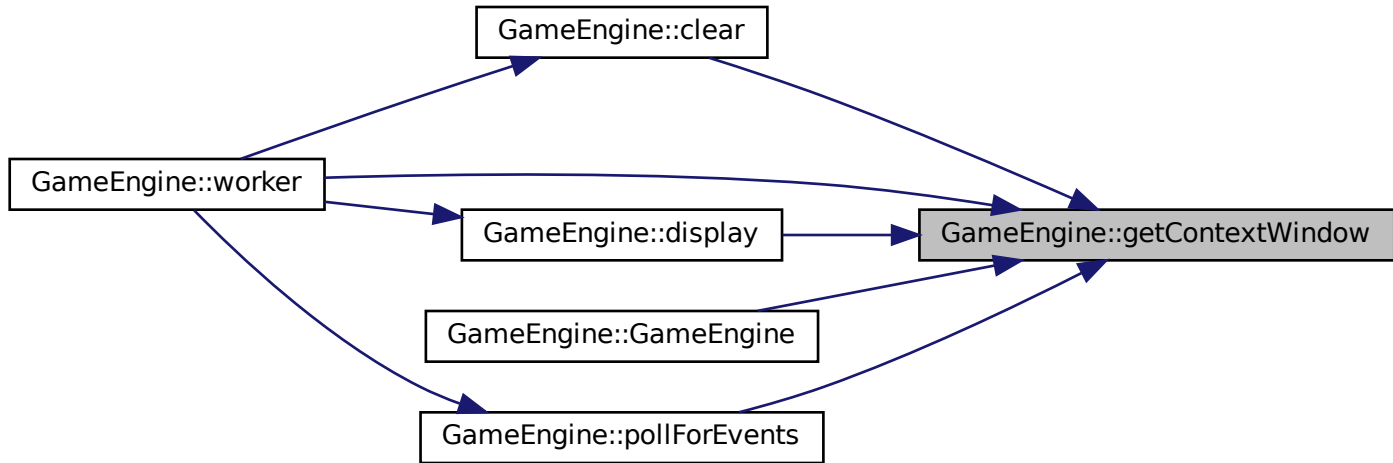 GameEngine::clear
GameEngine::worker
GameEngine::display
GameEngine::getContextWindow
GameEngine::GameEngine
GameEngine::pollForEvents